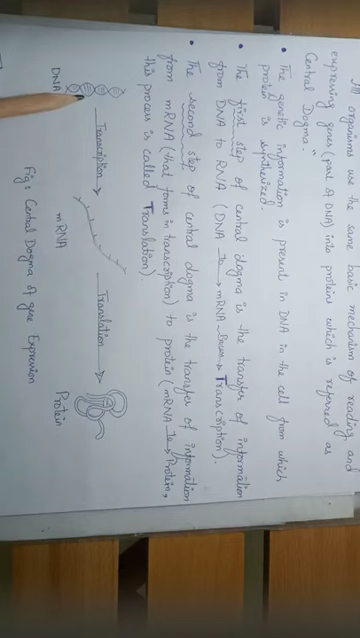 All organisms use the same basic mechanism of reading, and
expressing genes (part of DNA) into proteins which is referred as
Central Dogma."
• The genetic information is present in DNA in the cell from which
protein is synthesized.
• The first step of central dogma is the transfer of information
from DNA to RNA (DNA To → mRNA Transcription).
• The second step of central dogma is the transfer of information
from mRNA (that forms in transcription) to protein (mRNA To → Protein,
this process is called Translation)
DNA Transcription mRNA Translation Protein
Fig: Central Dogma of gene Expression